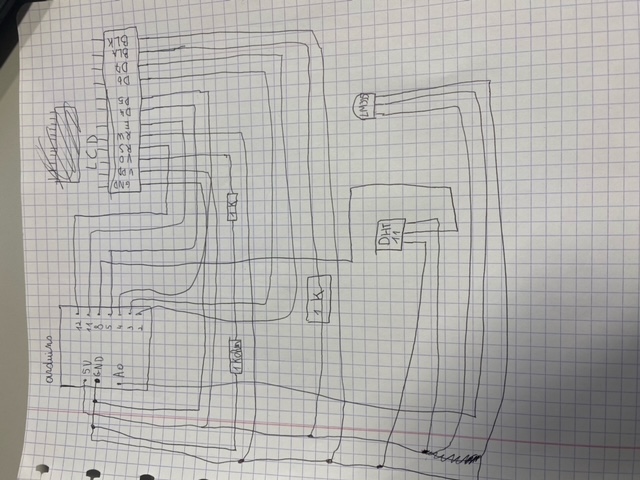 arduino
12
11
8
5
4
3
2
5V
GND
A0
LCD
GND
VDD
VO
RS
RW
E
D4
D5
D6
D7
BLA
BLK
1 Kohm
1 K
1 K
DHT
11
LM35